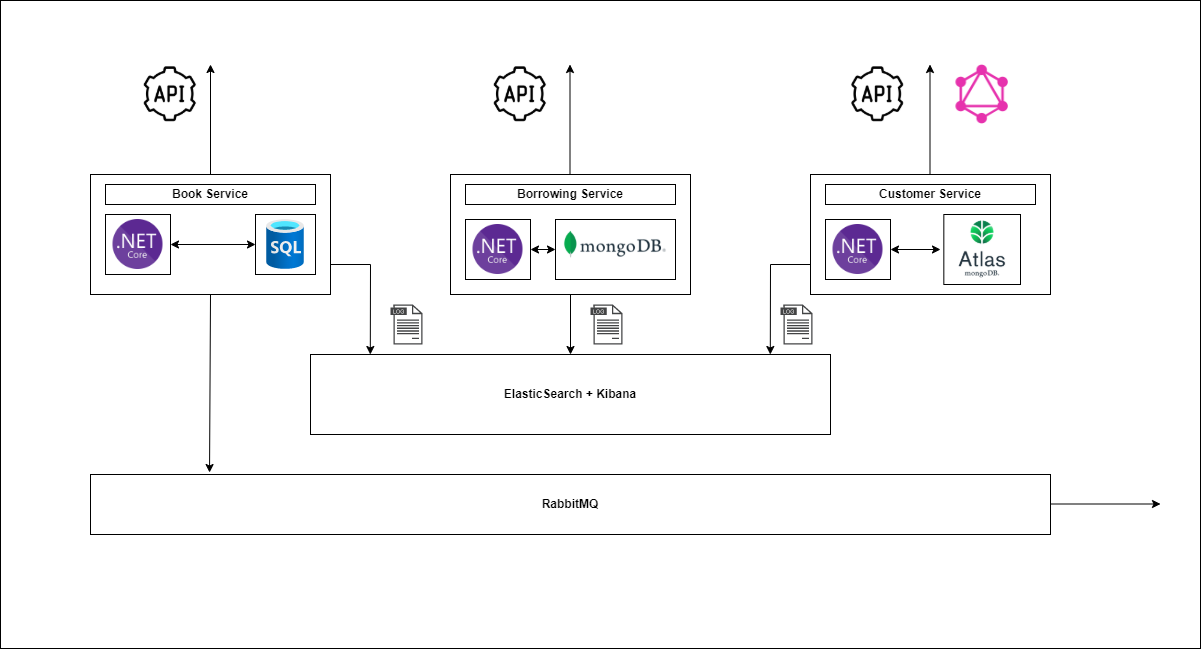 API
API
API
Book Service
Borrowing Service
Customer Service
.NET
Core
SQL
.NET
Core
mongoDB®
.NET
Core
Atlas
mongoDB®
LOG
LOG
LOG
ElasticSearch + Kibana
RabbitMQ